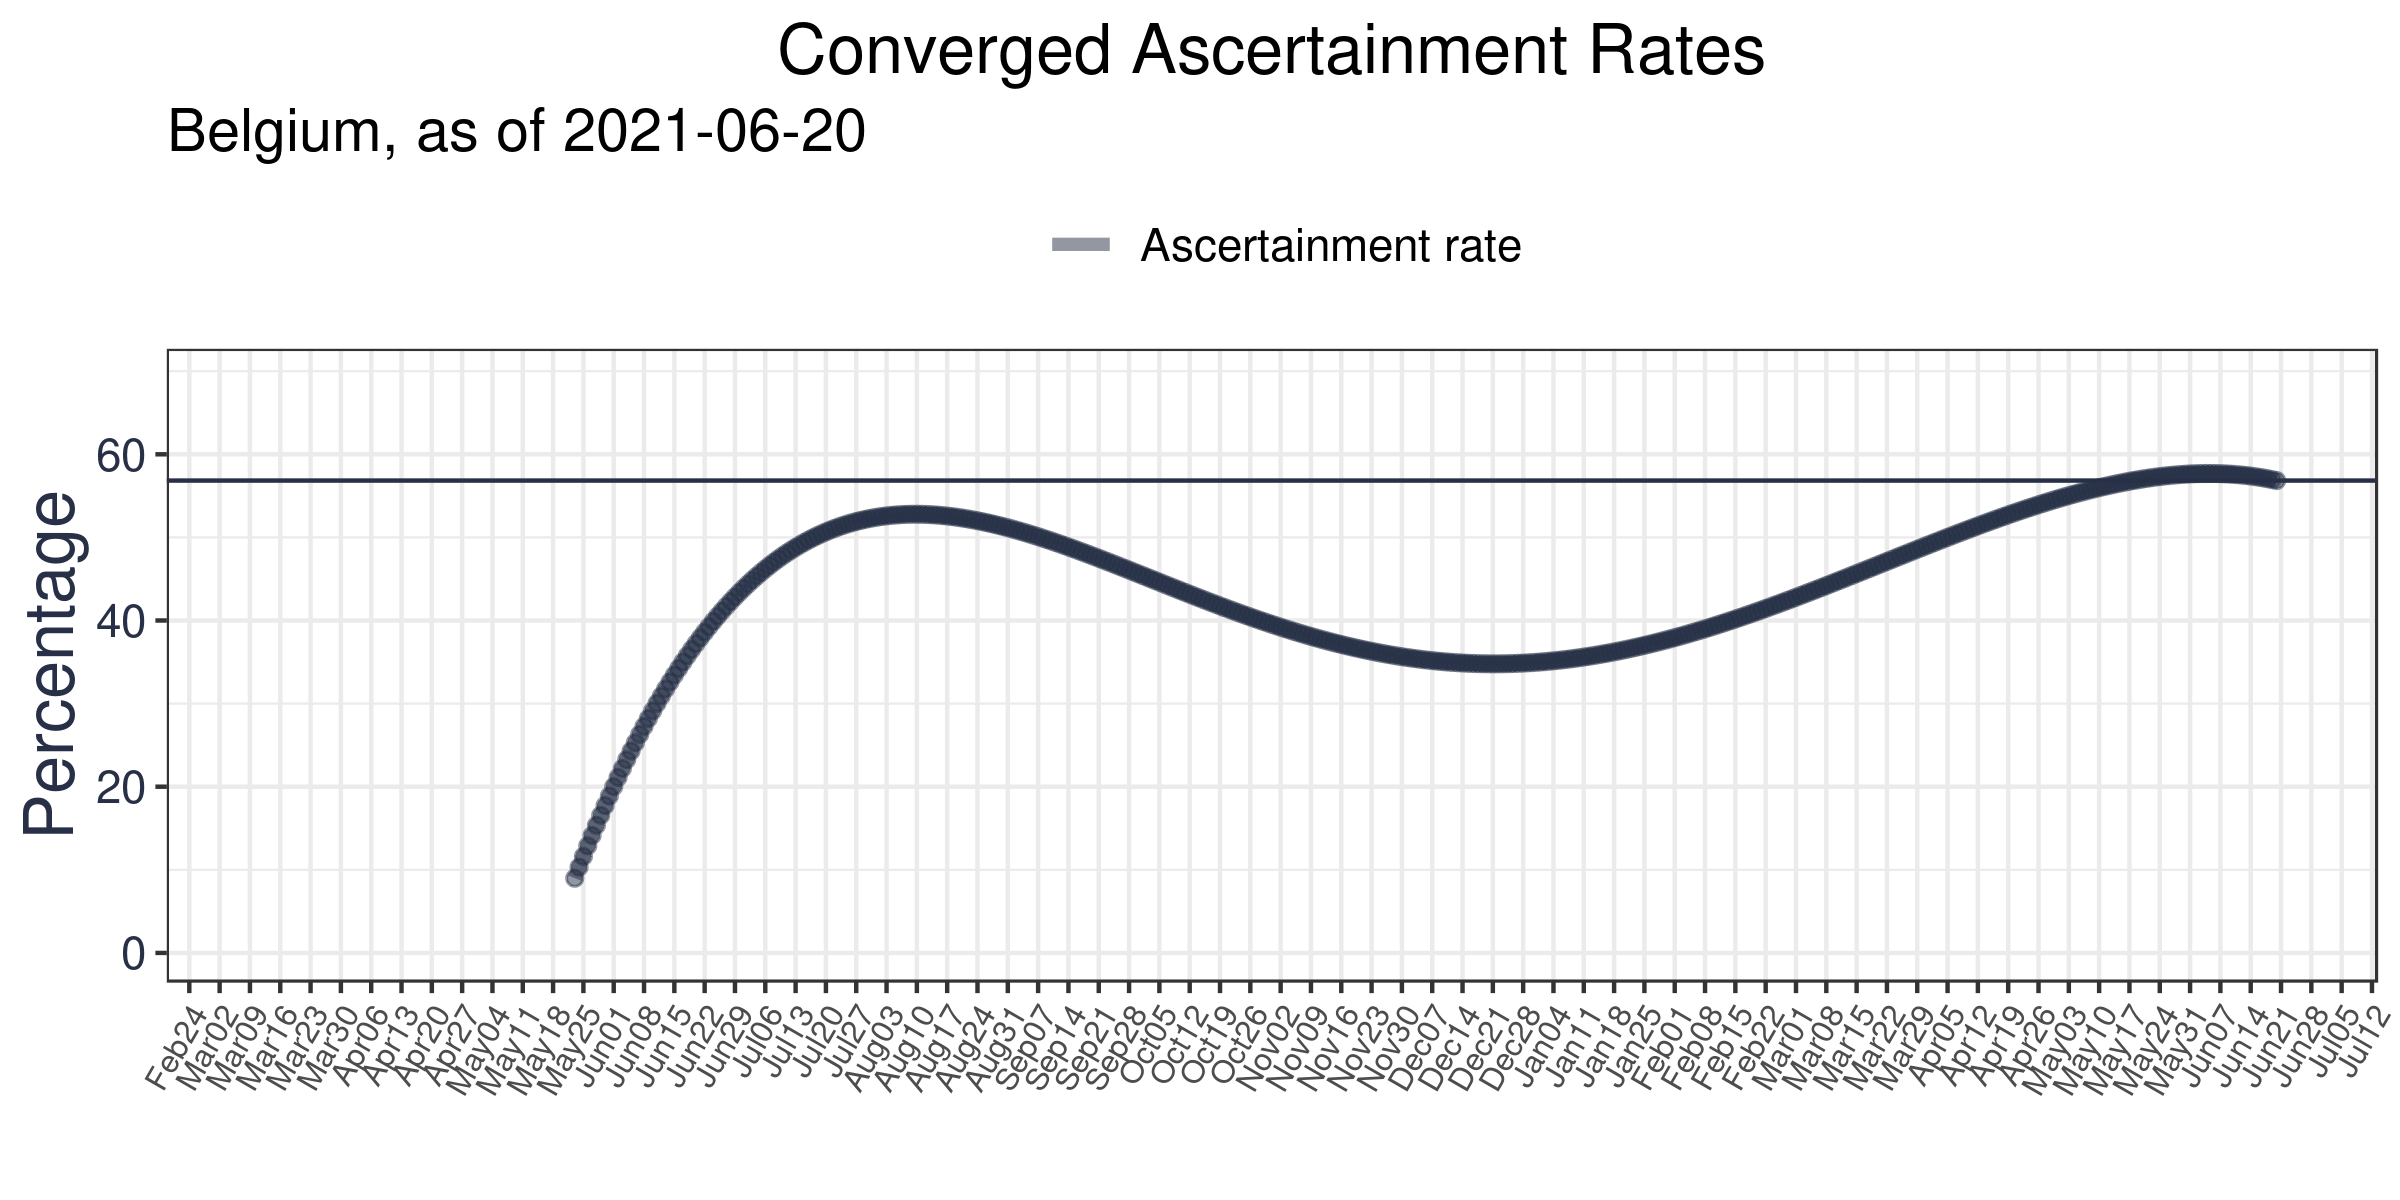 Converged Ascertainment Rates
Belgium, as of 2021-06-20
Ascertainment rate
Percentage
60
40
20
0
Feb24
Mar02
Mar09
Mar16
Mar23
Mar30
Apr06
Apr13
Apr20
Apr27
May04
May11
May18
May25
Jun01
Jun08
Jun15
Jun22
Jun29
Jul06
Jul13
Jul20
Jul27
Aug03
Aug10
Aug17
Aug24
Aug31
Sep07
Sep14
Sep21
Sep28
Oct05
Oct12
Oct19
Oct26
Nov02
Nov09
Nov16
Nov23
Nov30
Dec07
Dec14
Dec21
Dec28
Jan04
Jan11
Jan18
Jan25
Feb01
Feb08
Feb15
Feb22
Mar01
Mar08
Mar15
Mar22
Mar29
Apr05
Apr12
Apr19
Apr26
May03
May10
May17
May24
May31
Jun07
Jun14
Jun21
Jun28
Jul05
Jul12